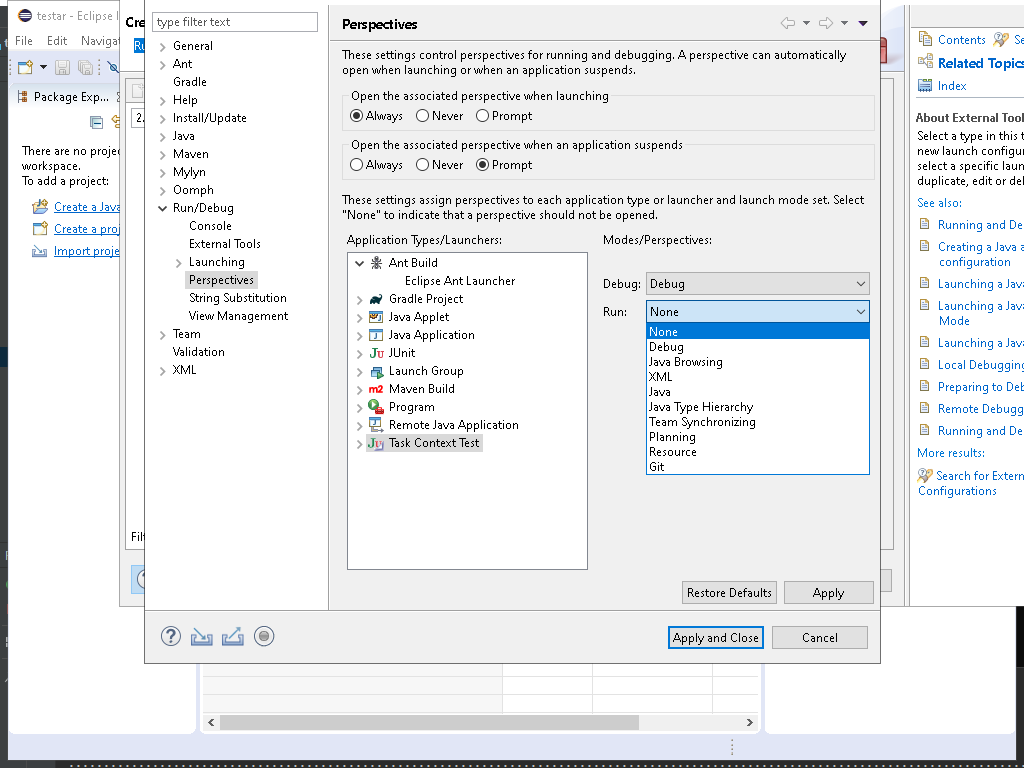 testar - Eclipse I
File Edit Navigat
Package Exp...
There are no proje
workspace.
To add a project:
Create a Java
Create a proj
Import proje
Cre
Ru
2.
Filt
type filter text
General
Ant
Gradle
Help
Install/Update
Java
Maven
Mylyn
Oomph
Run/Debug
Console
External Tools
Launching
Perspectives
String Substitution
View Management
Team
Validation
XML
Perspectives
These settings control perspectives for running and debugging. A perspective can automatically
open when launching or when an application suspends.
Open the associated perspective when launching
Always Never Prompt
Open the associated perspective when an application suspends
Always Never Prompt
These settings assign perspectives to each application type or launcher and launch mode set. Select
"None" to indicate that a perspective should not be opened.
Application Types/Launchers:
Ant Build
Eclipse Ant Launcher
Gradle Project
Java Applet
Java Application
JUnit
Launch Group
Maven Build
Program
Remote Java Application
Task Context Test
Modes/Perspectives:
Debug: Debug
Run: None
None
Debug
Java Browsing
XML
Java
Java Type Hierarchy
Team Synchronizing
Planning
Resource
Git
Restore Defaults Apply
Apply and Close Cancel
Contents Se
Related Topics
Index
About External Tool
Select a type in this t
new launch configur
select a specific laun
duplicate, edit or del
See also:
Running and De
Creating a Java a
configuration
Launching a Java
Launching a Java
Mode
Launching a Java
Local Debugging
Preparing to Deb
Remote Debugg
Running and De
More results:
Search for Extern
Configurations